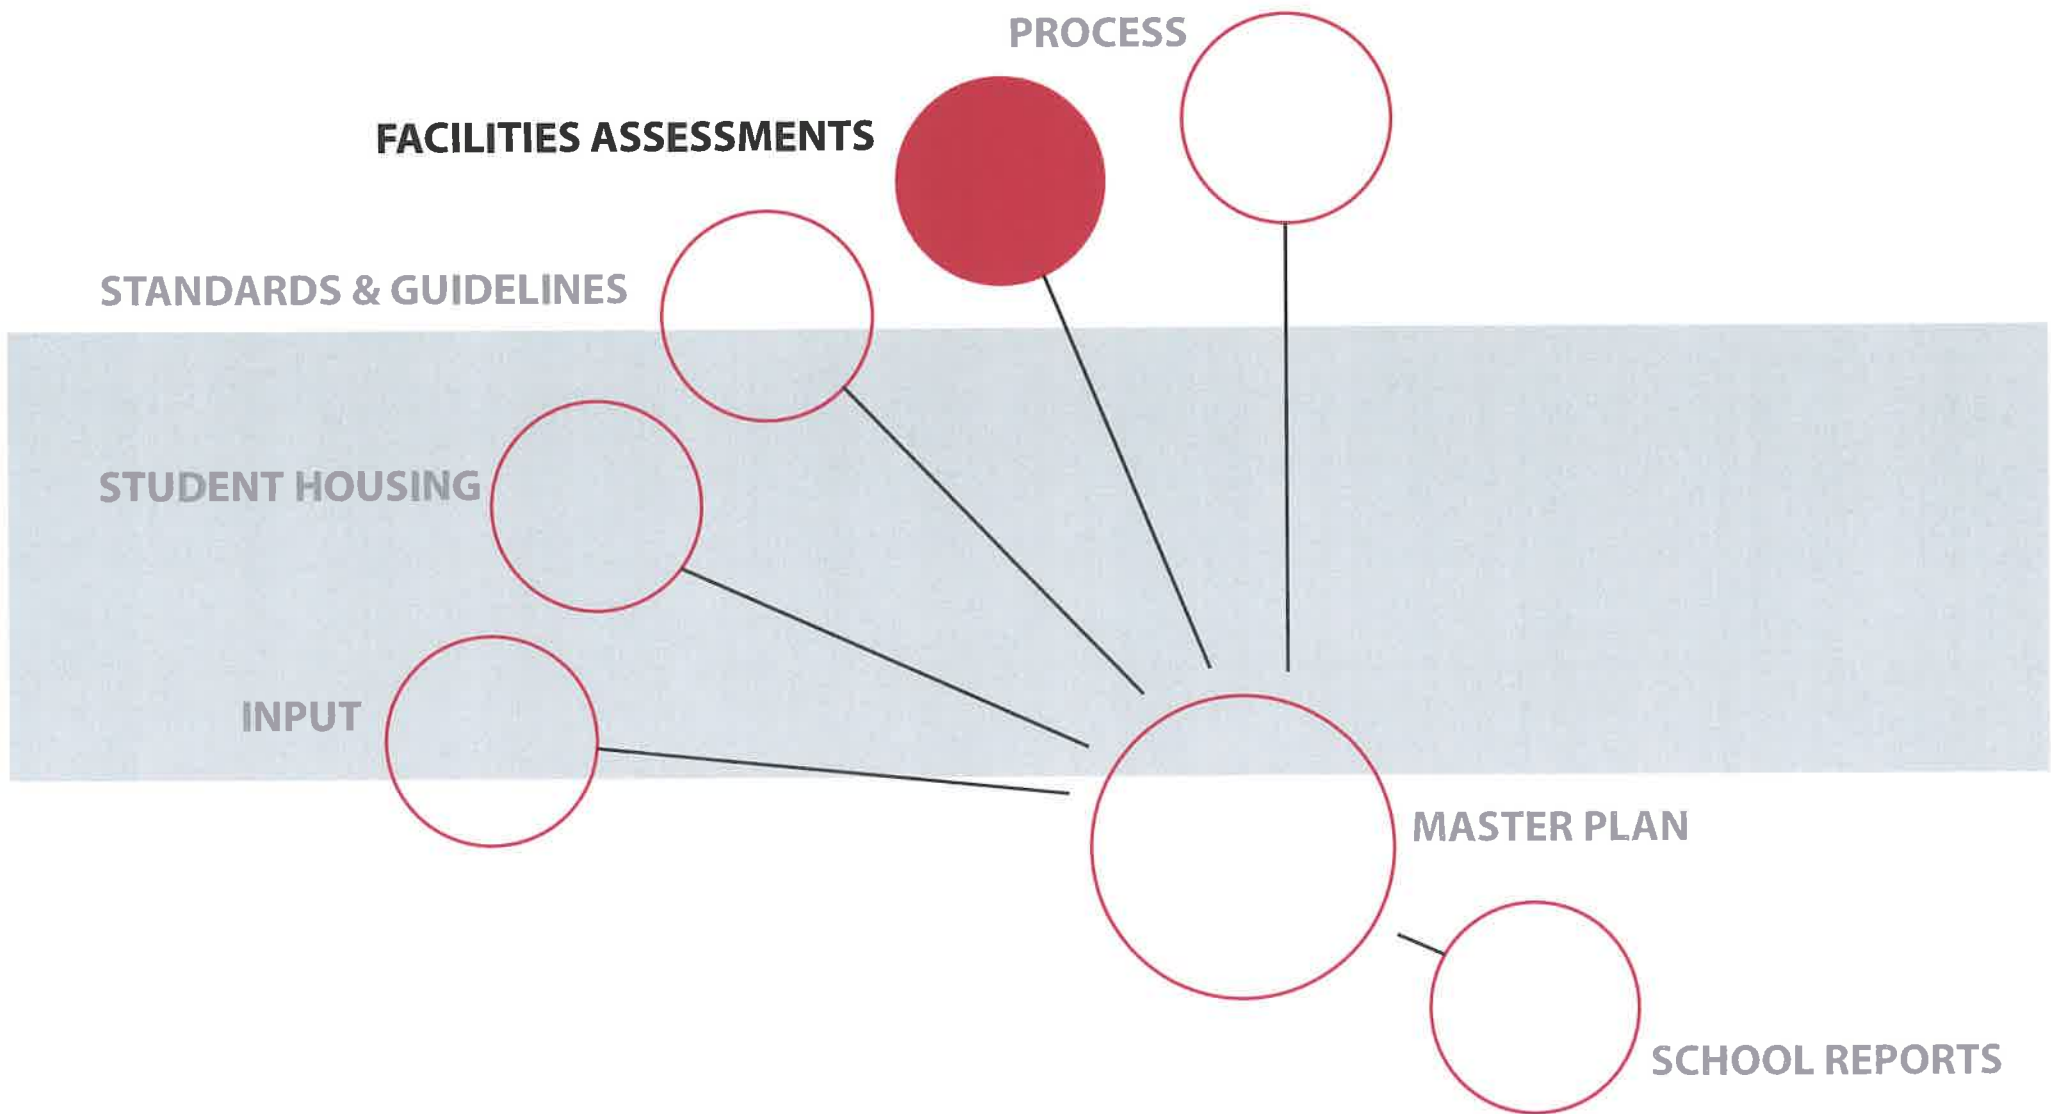 PROCESS
FACILITIES ASSESSMENTS
STANDARDS & GUIDELINES
STUDENT HOUSING
INPUT
MASTER PLAN
SCHOOL REPORTS